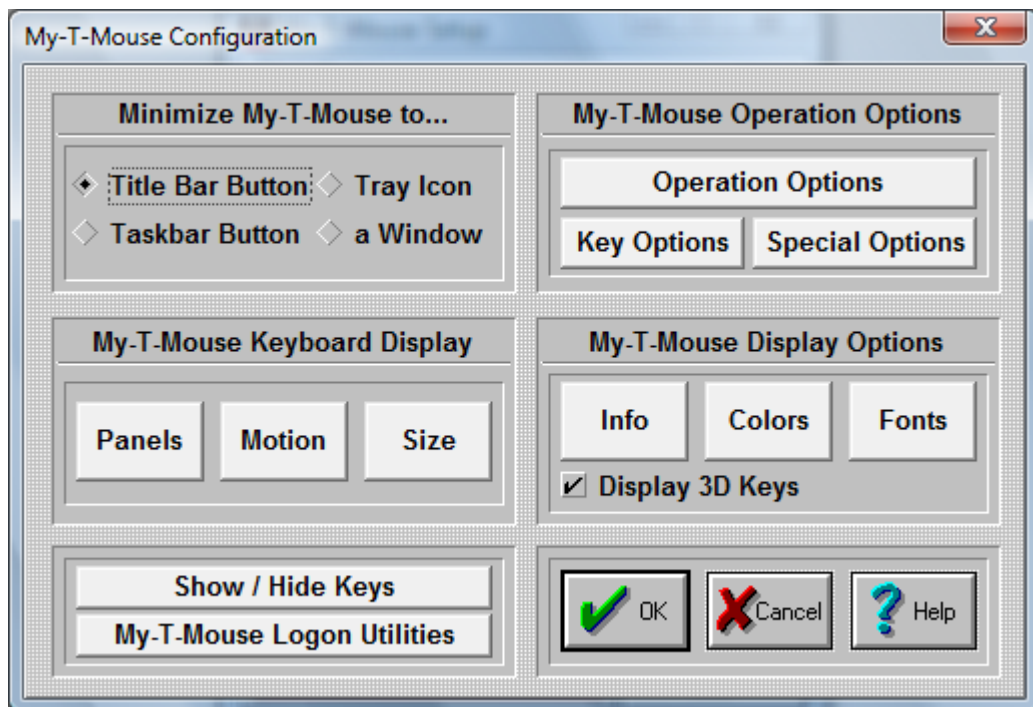 My-T-Mouse Configuration
Minimize My-T-Mouse to...
Title Bar Button
Tray Icon
Taskbar Button
a Window
My-T-Mouse Operation Options
Operation Options
Key Options
Special Options
My-T-Mouse Keyboard Display
Panels
Motion
Size
My-T-Mouse Display Options
Info
Colors
Fonts
Display 3D Keys
Show / Hide Keys
My-T-Mouse Logon Utilities
OK
Cancel
Help